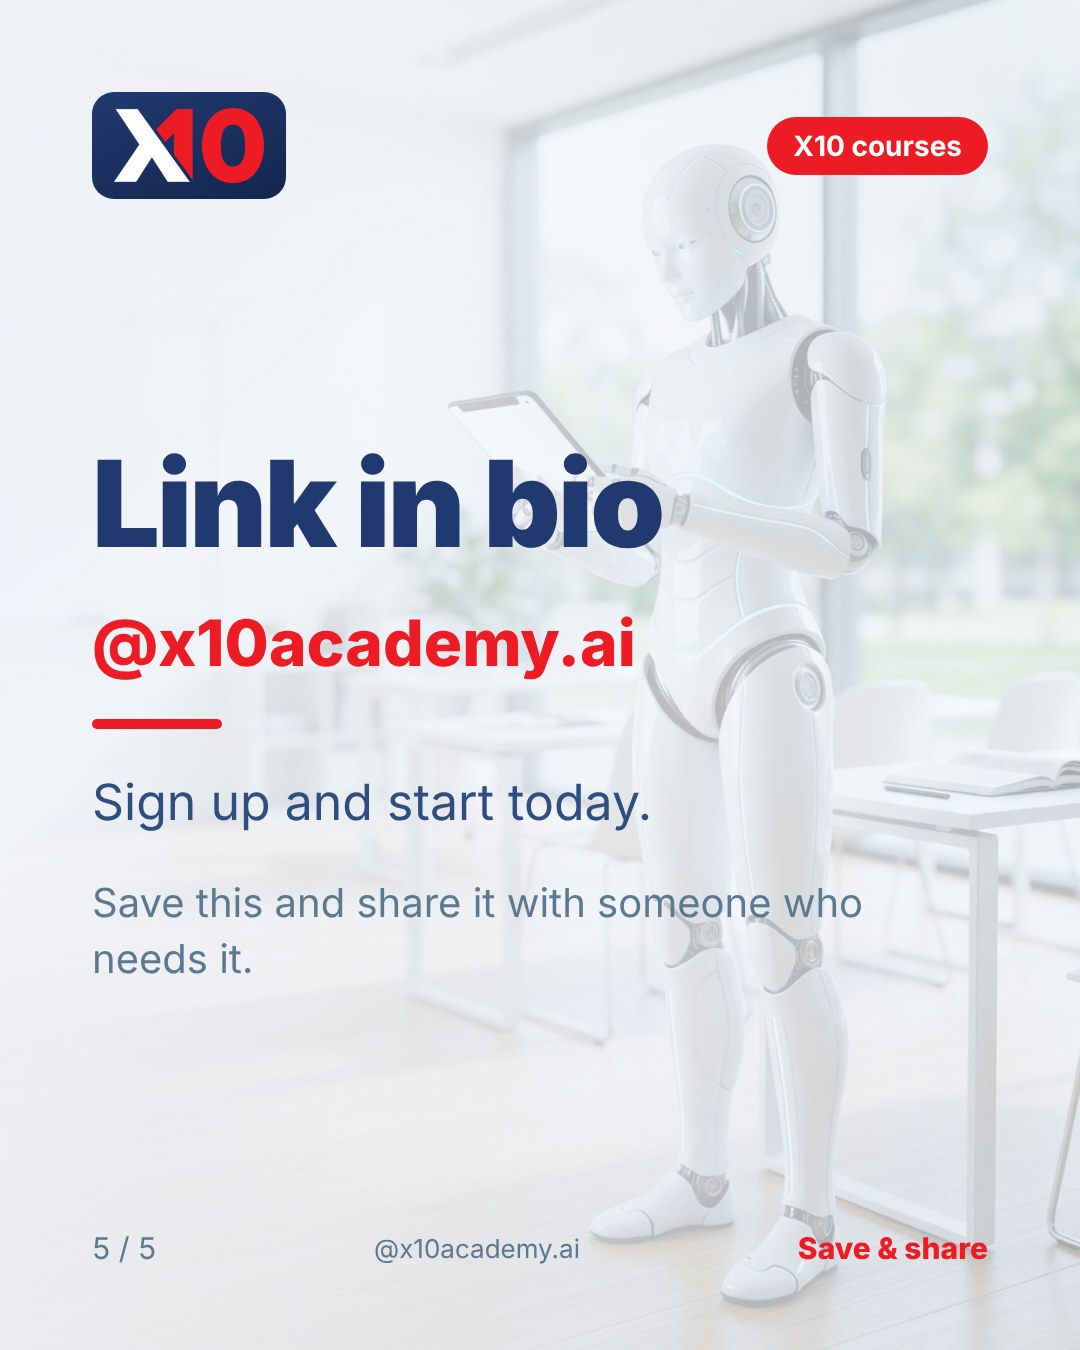 X10
X10 courses
Link in bio
@x10academy.ai
Sign up and start today.
Save this and share it with someone who
needs it.
5 / 5
@x10academy.ai
Save & share